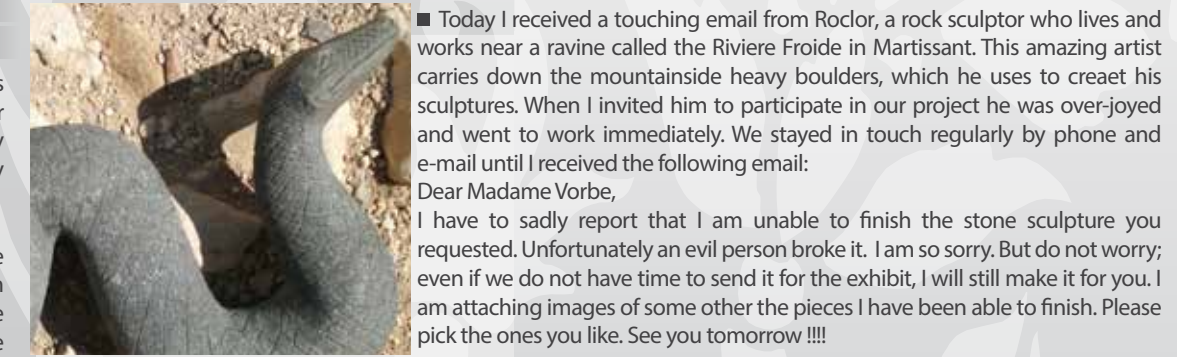 ■ Today I received a touching email from Roclor, a rock sculptor who lives and
works near a ravine called the Riviere Froide in Martissant. This amazing artist
carries down the mountainside heavy boulders, which he uses to creaet his
sculptures. When I invited him to participate in our project he was over-joyed
and went to work immediately. We stayed in touch regularly by phone and
e-mail until I received the following email:
Dear Madame Vorbe,
I have to sadly report that I am unable to finish the stone sculpture you
requested. Unfortunately an evil person broke it. I am so sorry. But do not worry;
even if we do not have time to send it for the exhibit, I will still make it for you. I
am attaching images of some other the pieces I have been able to finish. Please
pick the ones you like. See you tomorrow !!!!